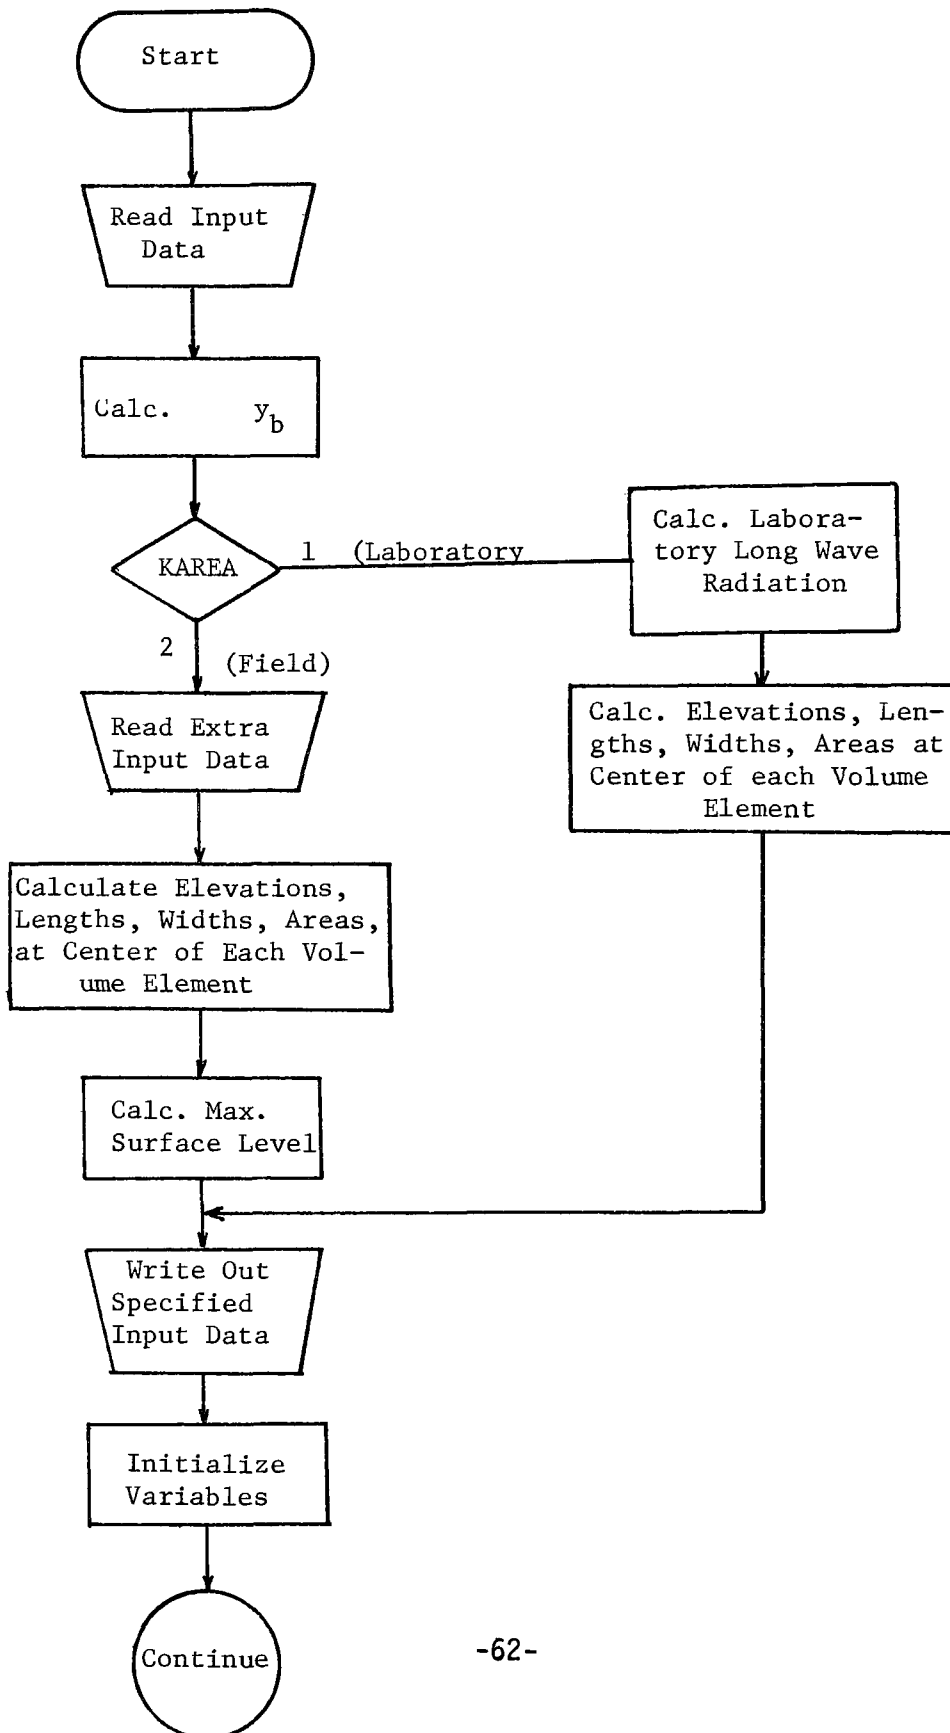 Start
Read Input
Data
Calc. y_b
KAREA
1 (Laboratory
2
(Field)
Calc. Labora-
tory Long Wave
Radiation
Calc. Elevations, Len-
gths, Widths, Areas at
Center of each Volume
Element
Read Extra
Input Data
Calculate Elevations,
Lengths, Widths, Areas,
at Center of Each Vol-
ume Element
Calc. Max.
Surface Level
Write Out
Specified
Input Data
Initialize
Variables
Continue
-62-